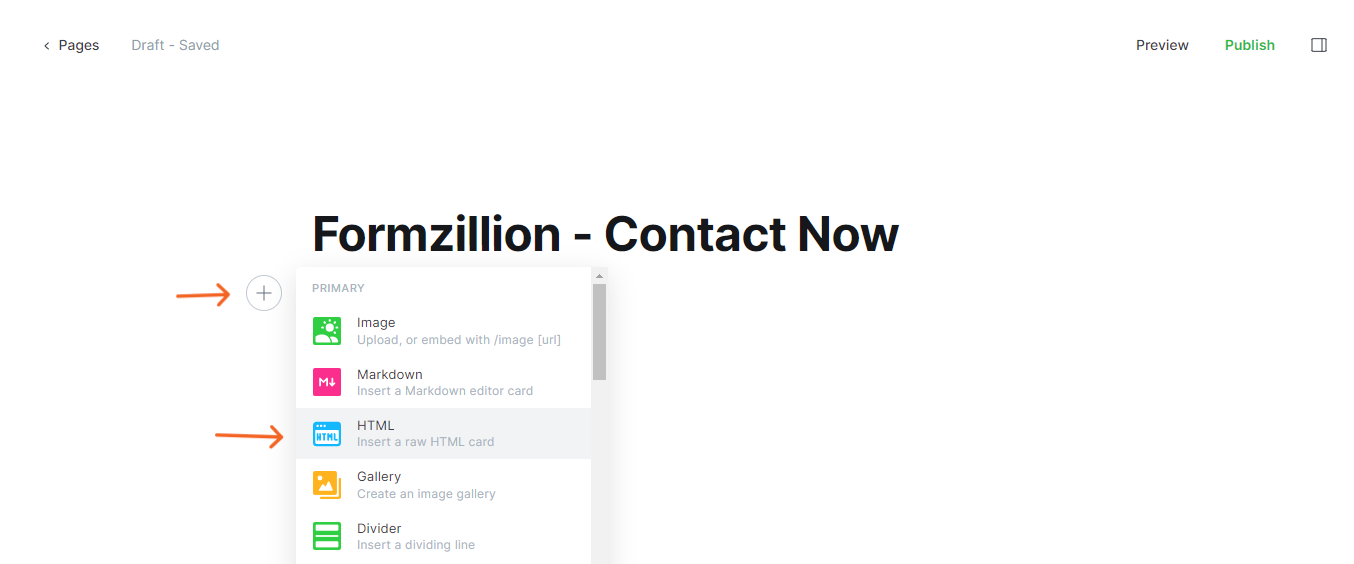 Pages
Draft - Saved
Preview
Publish
Formzillion - Contact Now
PRIMARY
Image
Upload, or embed with /image [url]
M
Markdown
Insert a Markdown editor card
HTML
HTML
Insert a raw HTML card
Gallery
Create an image gallery
Divider
Insert a dividing line